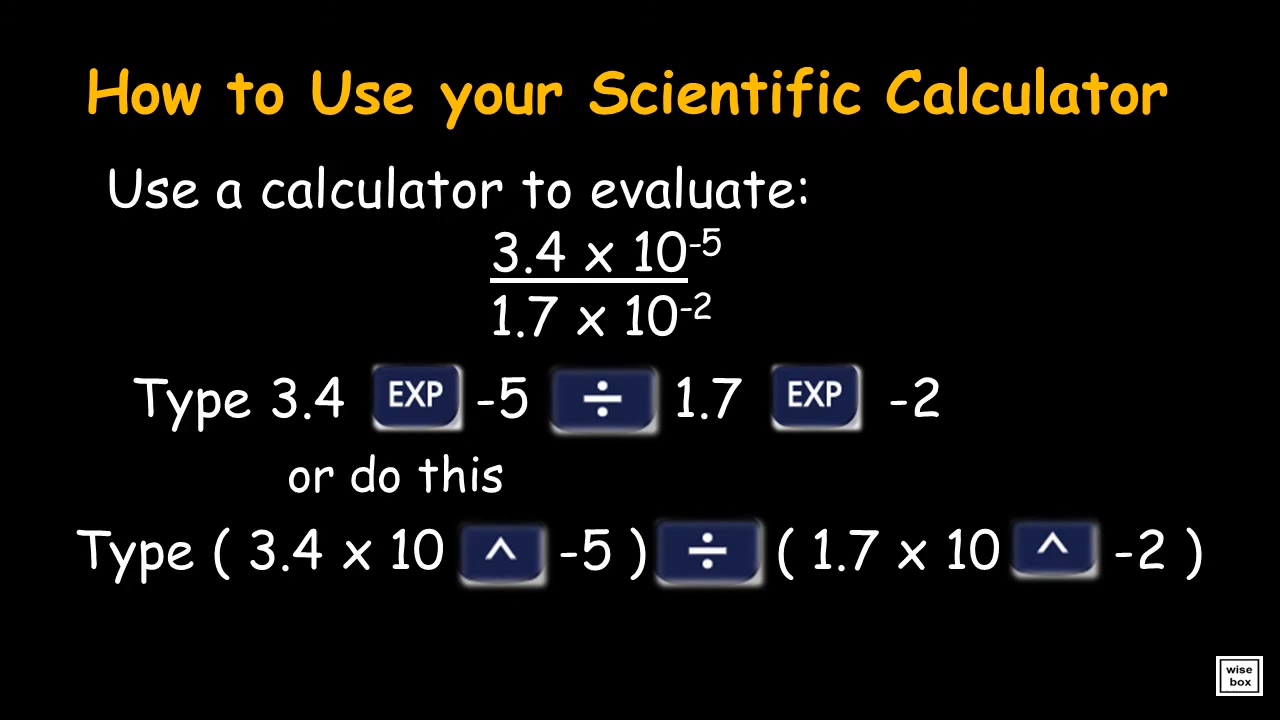 How to Use your Scientific Calculator
Use a calculator to evaluate:
3.4 x 10⁻⁵
1.7 x 10⁻²
Type 3.4 EXP -5 ÷ 1.7 EXP -2
or do this
Type ( 3.4 x 10 ^ -5 ) ÷ ( 1.7 x 10 ^ -2 )
wise
box